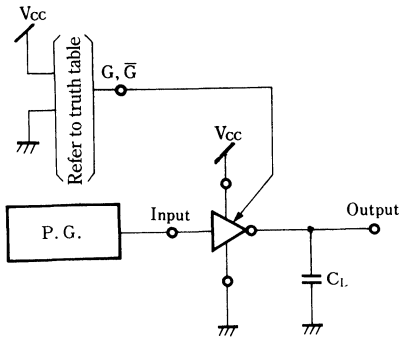 Vcc
Refer to truth table
G, G̅
Vcc
P. G.
Input
Output
CL